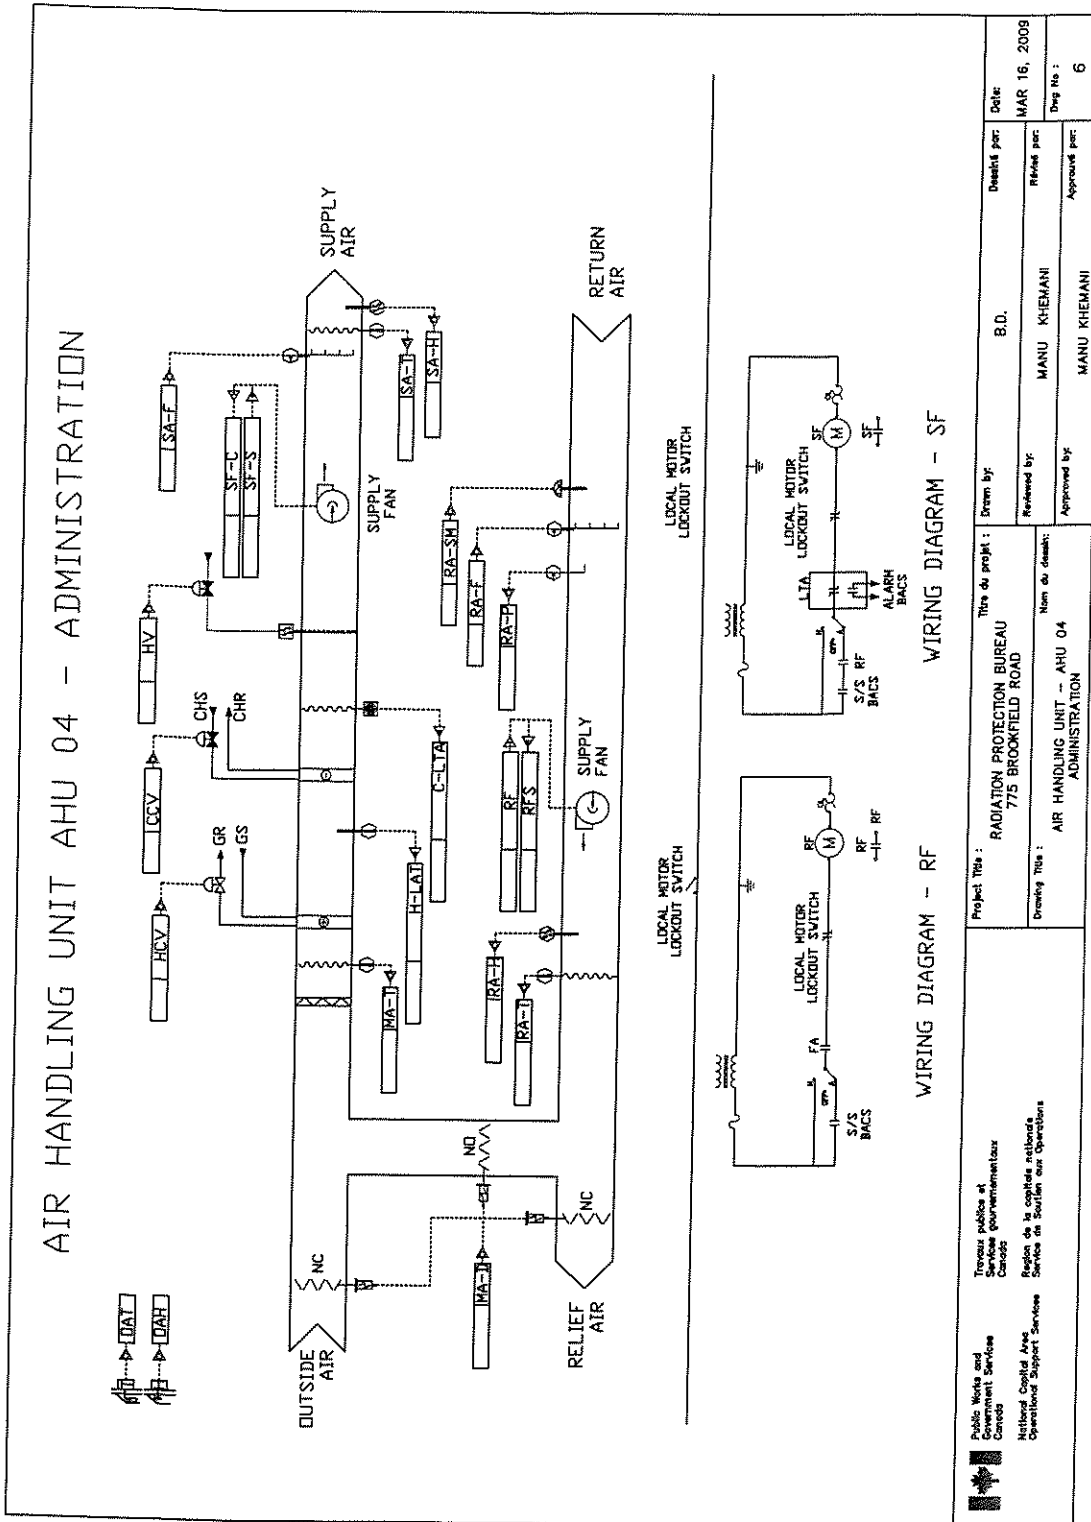 AIR HANDLING UNIT AHU 04 - ADMINISTRATION
OAT
OAH
HCV
CCV
HV
SA-F
SF-C
SF-S
GR
GS
CHS
CHR
OUTSIDE
AIR
NC
SUPPLY
FAN
SUPPLY
AIR
MA-T
H-LAT
C-LTA
SA-T
SA-H
NO
MA-D
NC
RELIEF
AIR
RA-H
RA-T
RF
RFS
SUPPLY
FAN
RA-SM
RA-F
RA-P
RETURN
AIR
LOCAL MOTOR
LOCKOUT SWITCH
LOCAL MOTOR
LOCKOUT SWITCH
S/S
BACS
H
OFF
A
FA
LOCAL MOTOR
LOCKOUT SWITCH
RF
M
RF
RF
WIRING DIAGRAM - RF
S/S RF
BACS
H
OFF
A
LTA
ALARM
BACS
LOCAL MOTOR
LOCKOUT SWITCH
SF
M
SF
WIRING DIAGRAM - SF
Public Works and
Government Services
Canada
Travaux publics et
Services gouvernementaux
Canada
National Capital Area
Operational Support Services
Region de la capitale nationale
Service de Soutien aux Operations
Project Title :
Titre du projet :
RADIATION PROTECTION BUREAU
775 BROOKFIELD ROAD
Drawing Title :
Nom du dessin:
AIR HANDLING UNIT - AHU 04
ADMINISTRATION
Drawn by:
B.D.
Dessiné par:
Reviewed by:
MANU KHEMANI
Révisé par:
Approved by:
MANU KHEMANI
Approuvé par:
Date:
MAR 16, 2009
Dwg No :
6